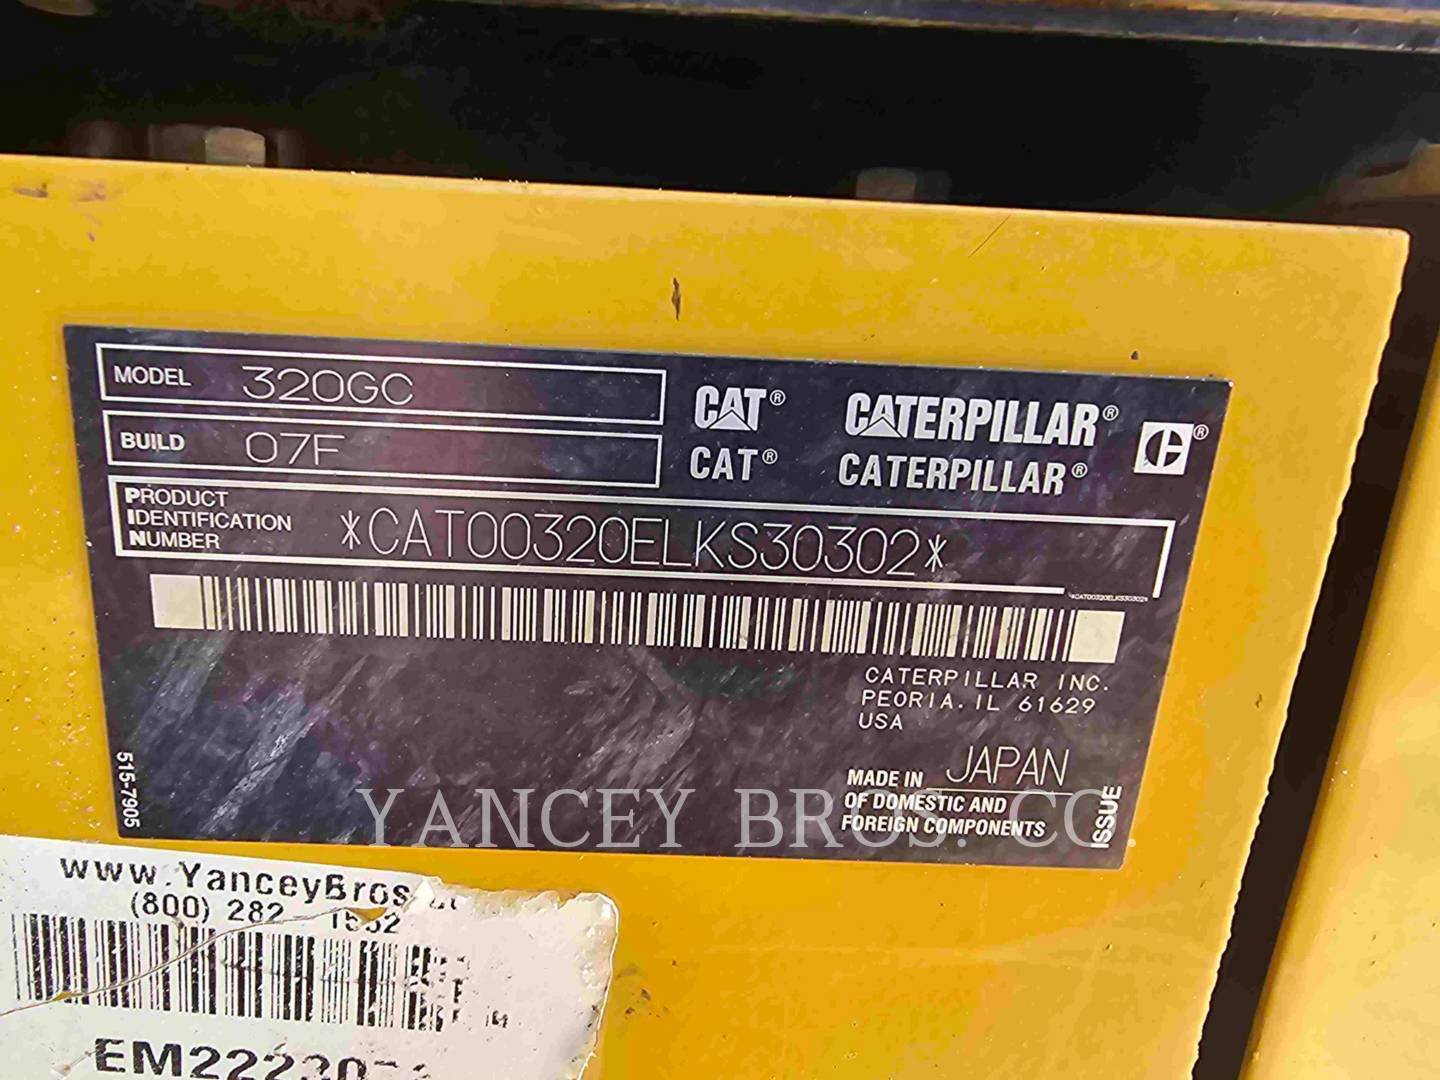 MODEL 320GC
BUILD 07F
CAT® CATERPILLAR®
CAT® CATERPILLAR®
PRODUCT
IDENTIFICATION
NUMBER
*CAT00320ELKS30302*
*CAT00320ELKS30302*
CATERPILLAR INC.
PEORIA. IL 61629
USA
MADE IN JAPAN
OF DOMESTIC AND
FOREIGN COMPONENTS
ISSUE
515-7905
YANCEY BROS. CO.
www.YanceyBros
(800) 282